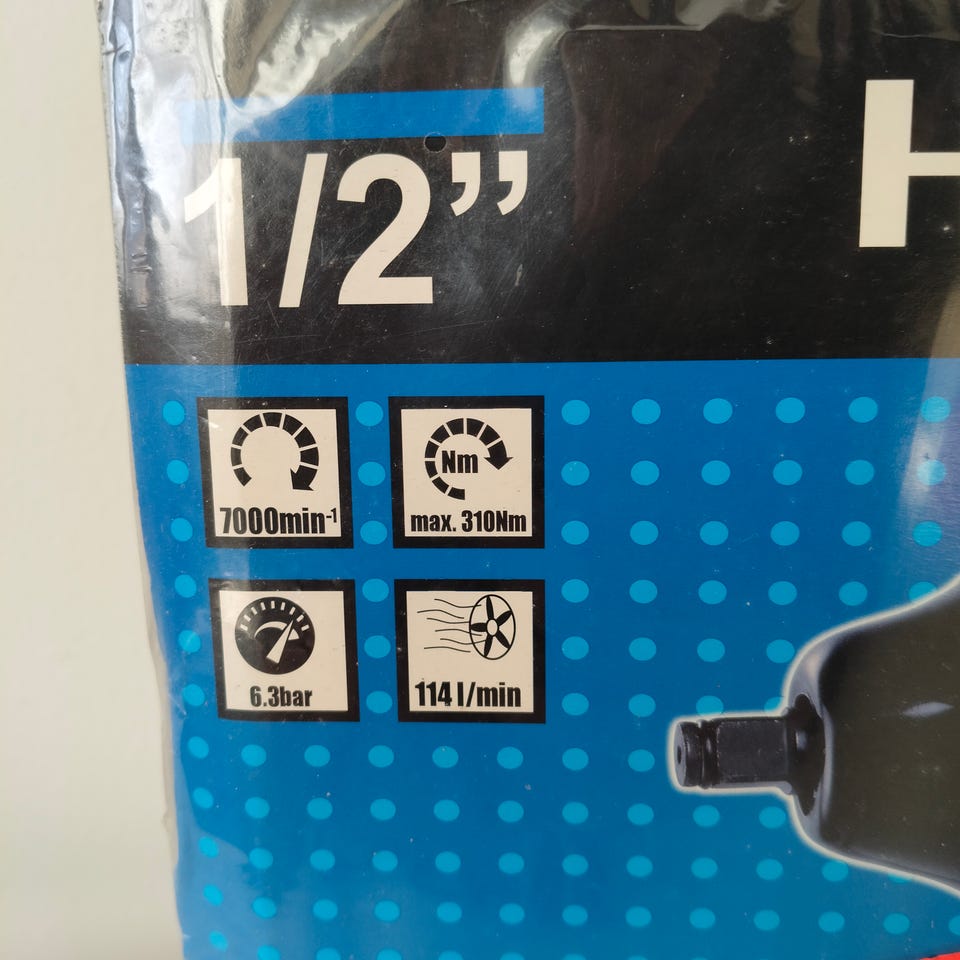 1/2”
H
7000min⁻¹
Nm
max. 310Nm
6.3bar
114 l/min